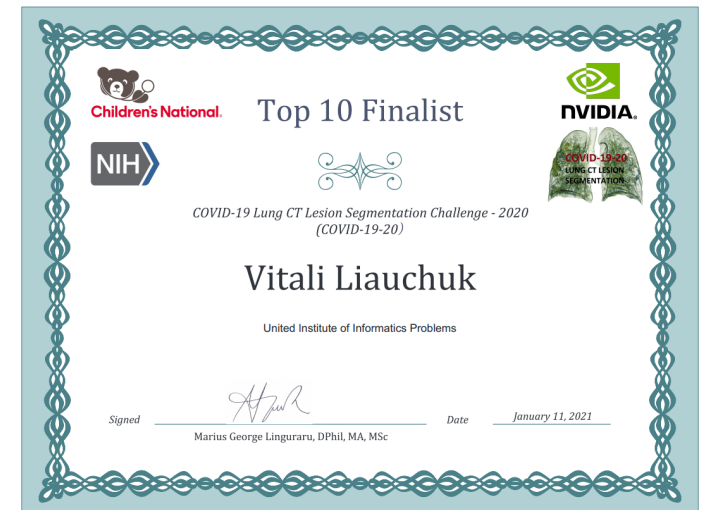 Children's National.
Top 10 Finalist
NVIDIA.
NIH
COVID-19-20
LUNG CT LESION
SEGMENTATION
COVID-19 Lung CT Lesion Segmentation Challenge - 2020
(COVID-19-20)
Vitali Liauchuk
United Institute of Informatics Problems
Signed
Date
January 11, 2021
Marius George Linguraru, DPhil, MA, MSc